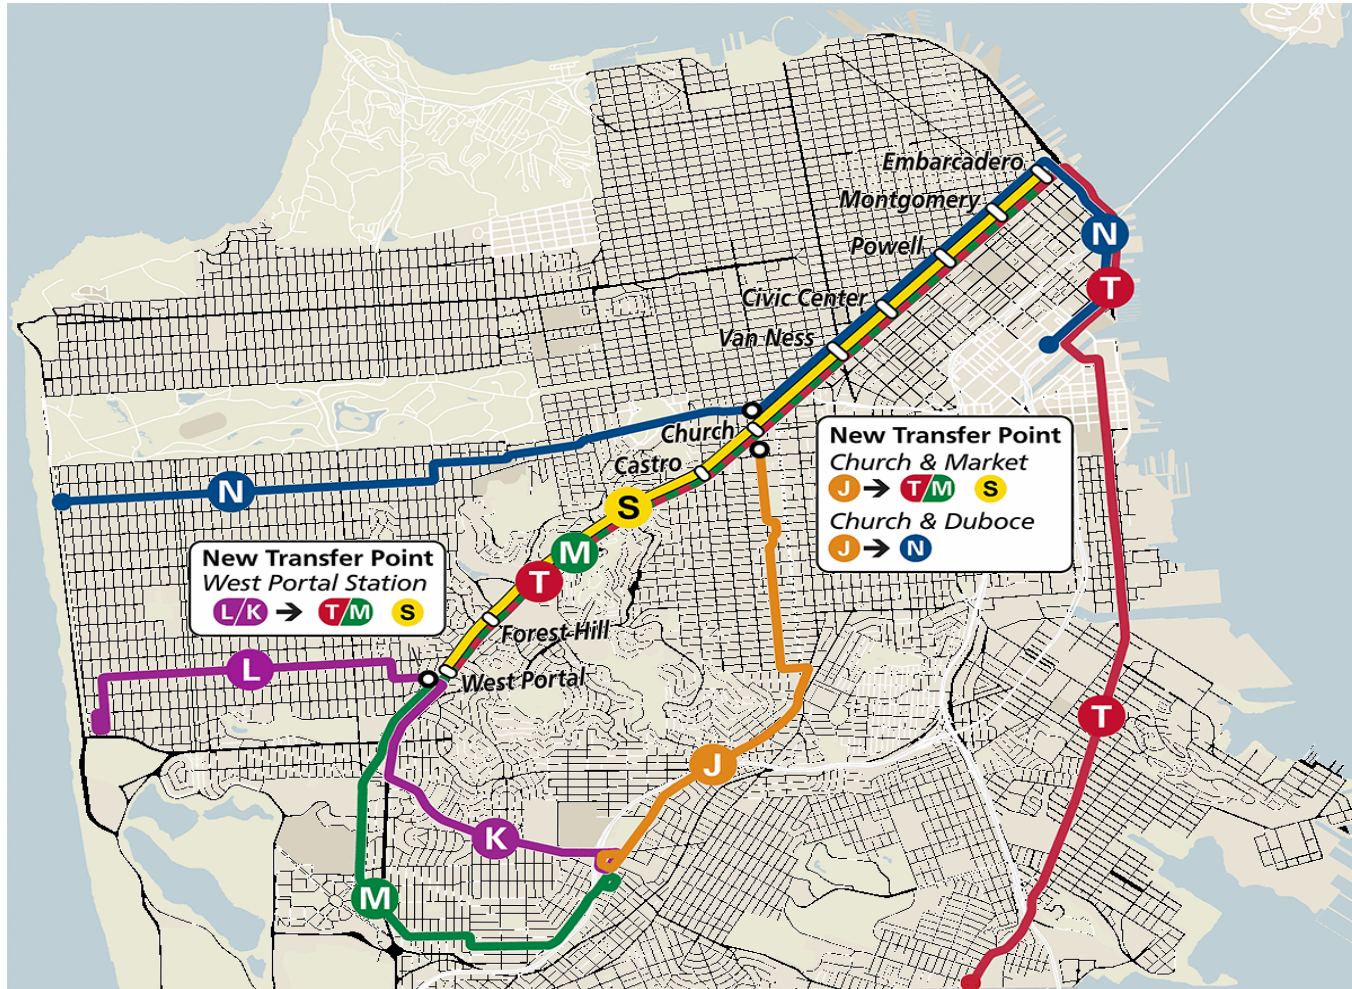 Embarcadero
Montgomery
N
Powell
T
Civic Center
Van Ness
New Transfer Point
Church & Market
J → T/M S
Church & Duboce
J → N
Church
Castro
N
S
M
T
New Transfer Point
West Portal Station
L/K → T/M S
Forest Hill
L
West Portal
T
J
K
M